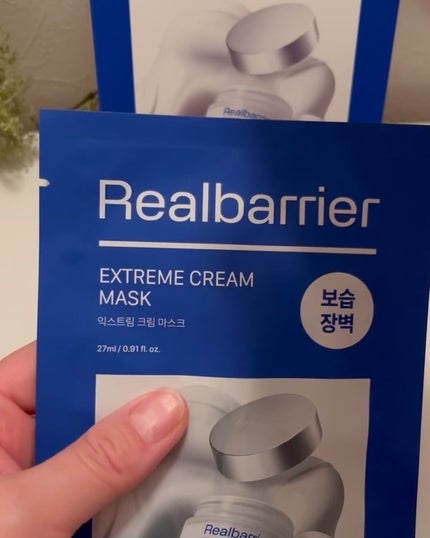 Realbarrier
Realbarrier
EXTREME CREAM
MASK
익스트림 크림 마스크
27ml / 0.91 fl. oz.
보습
장벽
Realbarrier